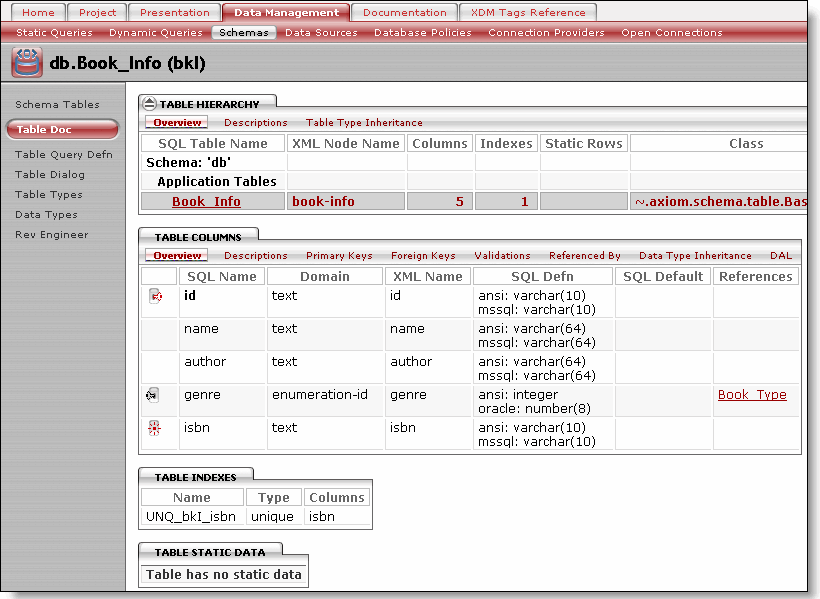 Home Project Presentation Data Management Documentation XDM Tags Reference
Static Queries Dynamic Queries Schemas Data Sources Database Policies Connection Providers Open Connections
db.Book_Info (bkI)
Schema Tables
Table Doc
Table Query Defn
Table Dialog
Table Types
Data Types
Rev Engineer
TABLE HIERARCHY
Overview Descriptions Table Type Inheritance
SQL Table Name XML Node Name Columns Indexes Static Rows Class
Schema: 'db'
Application Tables
Book_Info book-info 5 1 ~.axiom.schema.table.Bas
TABLE COLUMNS
Overview Descriptions Primary Keys Foreign Keys Validations Referenced By Data Type Inheritance DAL
SQL Name Domain XML Name SQL Defn SQL Default References
id text id ansi: varchar(10)
mssql: varchar(10)
name text name ansi: varchar(64)
mssql: varchar(64)
author text author ansi: varchar(64)
mssql: varchar(64)
genre enumeration-id genre ansi: integer Book_Type
oracle: number(8)
isbn text isbn ansi: varchar(10)
mssql: varchar(10)
TABLE INDEXES
Name Type Columns
UNQ_bkI_isbn unique isbn
TABLE STATIC DATA
Table has no static data